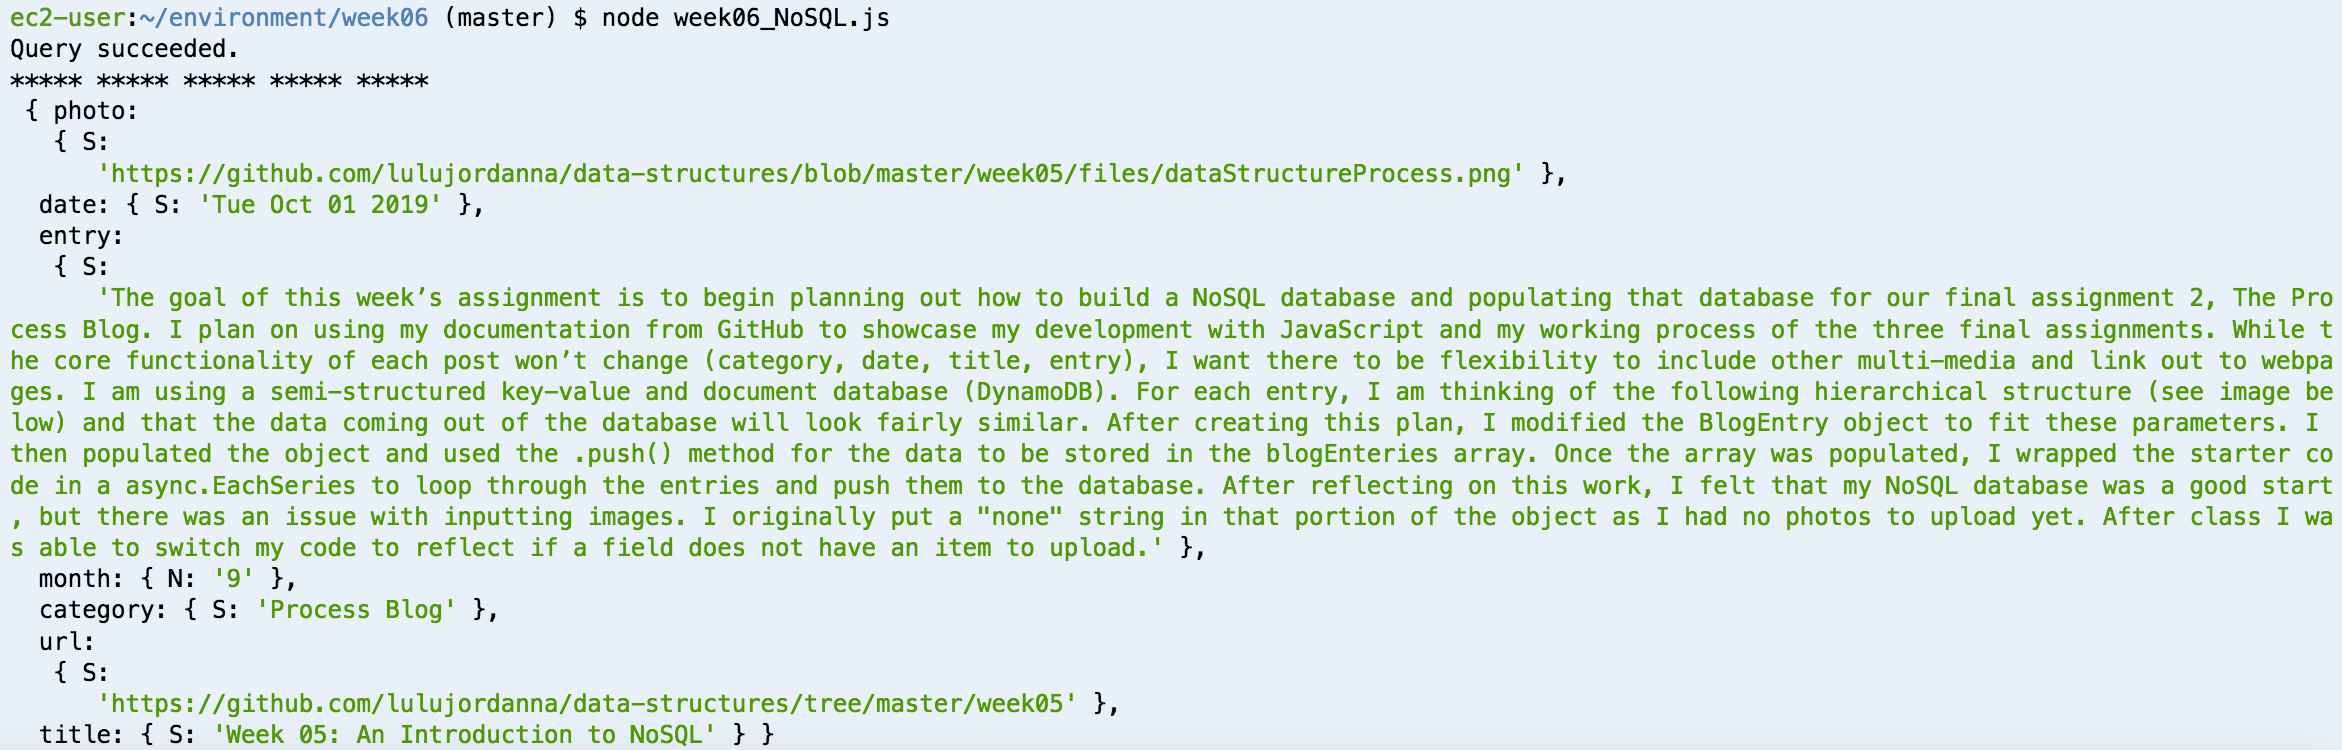 ec2-user:~/environment/week06 (master) $ node week06_NoSQL.js
Query succeeded.
***** ***** ***** ***** *****
 { photo:
   { S:
      'https://github.com/lulujordanna/data-structures/blob/master/week05/files/dataStructureProcess.png' },
  date: { S: 'Tue Oct 01 2019' },
  entry:
   { S:
      'The goal of this week’s assignment is to begin planning out how to build a NoSQL database and populating that database for our final assignment 2, The Pro
cess Blog. I plan on using my documentation from GitHub to showcase my development with JavaScript and my working process of the three final assignments. While t
he core functionality of each post won’t change (category, date, title, entry), I want there to be flexibility to include other multi-media and link out to webpa
ges. I am using a semi-structured key-value and document database (DynamoDB). For each entry, I am thinking of the following hierarchical structure (see image be
low) and that the data coming out of the database will look fairly similar. After creating this plan, I modified the BlogEntry object to fit these parameters. I 
then populated the object and used the .push() method for the data to be stored in the blogEnteries array. Once the array was populated, I wrapped the starter co
de in a async.EachSeries to loop through the entries and push them to the database. After reflecting on this work, I felt that my NoSQL database was a good start
, but there was an issue with inputting images. I originally put a "none" string in that portion of the object as I had no photos to upload yet. After class I wa
s able to switch my code to reflect if a field does not have an item to upload.' },
  month: { N: '9' },
  category: { S: 'Process Blog' },
  url:
   { S:
      'https://github.com/lulujordanna/data-structures/tree/master/week05' },
  title: { S: 'Week 05: An Introduction to NoSQL' } }